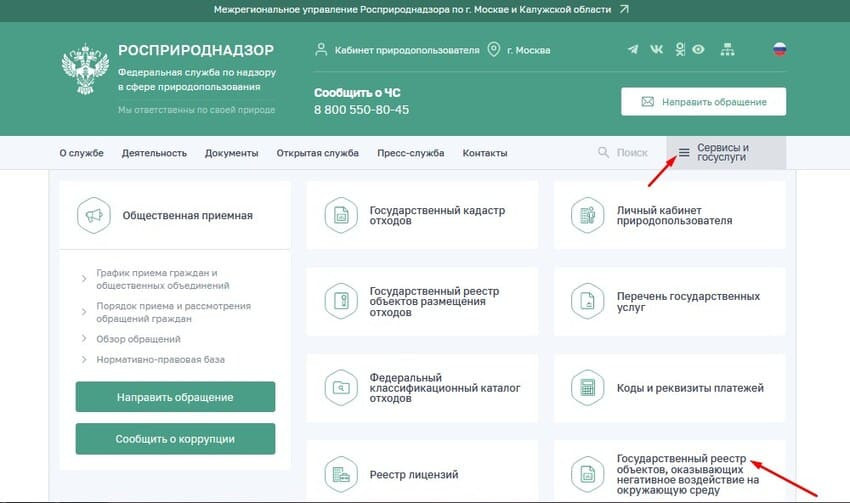 Межрегиональное управление Росприроднадзора по г. Москве и Калужской области
РОСПРИРОДНАДЗОР
Федеральная служба по надзору
в сфере природопользования
Мы ответственны по своей природе
Кабинет природопользователя
г. Москва
Сообщить о ЧС
8 800 550-80-45
Направить обращение
О службе
Деятельность
Документы
Открытая служба
Пресс-служба
Контакты
Поиск
Сервисы и
госуслуги
Общественная приемная
График приема граждан и
общественных объединений
Порядок приема и рассмотрения
обращений граждан
Обзор обращений
Нормативно-правовая база
Направить обращение
Сообщить о коррупции
Государственный кадастр
отходов
Личный кабинет
природопользователя
Государственный реестр
объектов размещения
отходов
Перечень государственных
услуг
Федеральный
классификационный каталог
отходов
Коды и реквизиты платежей
Реестр лицензий
Государственный реестр
объектов, оказывающих
негативное воздействие на
окружающую среду